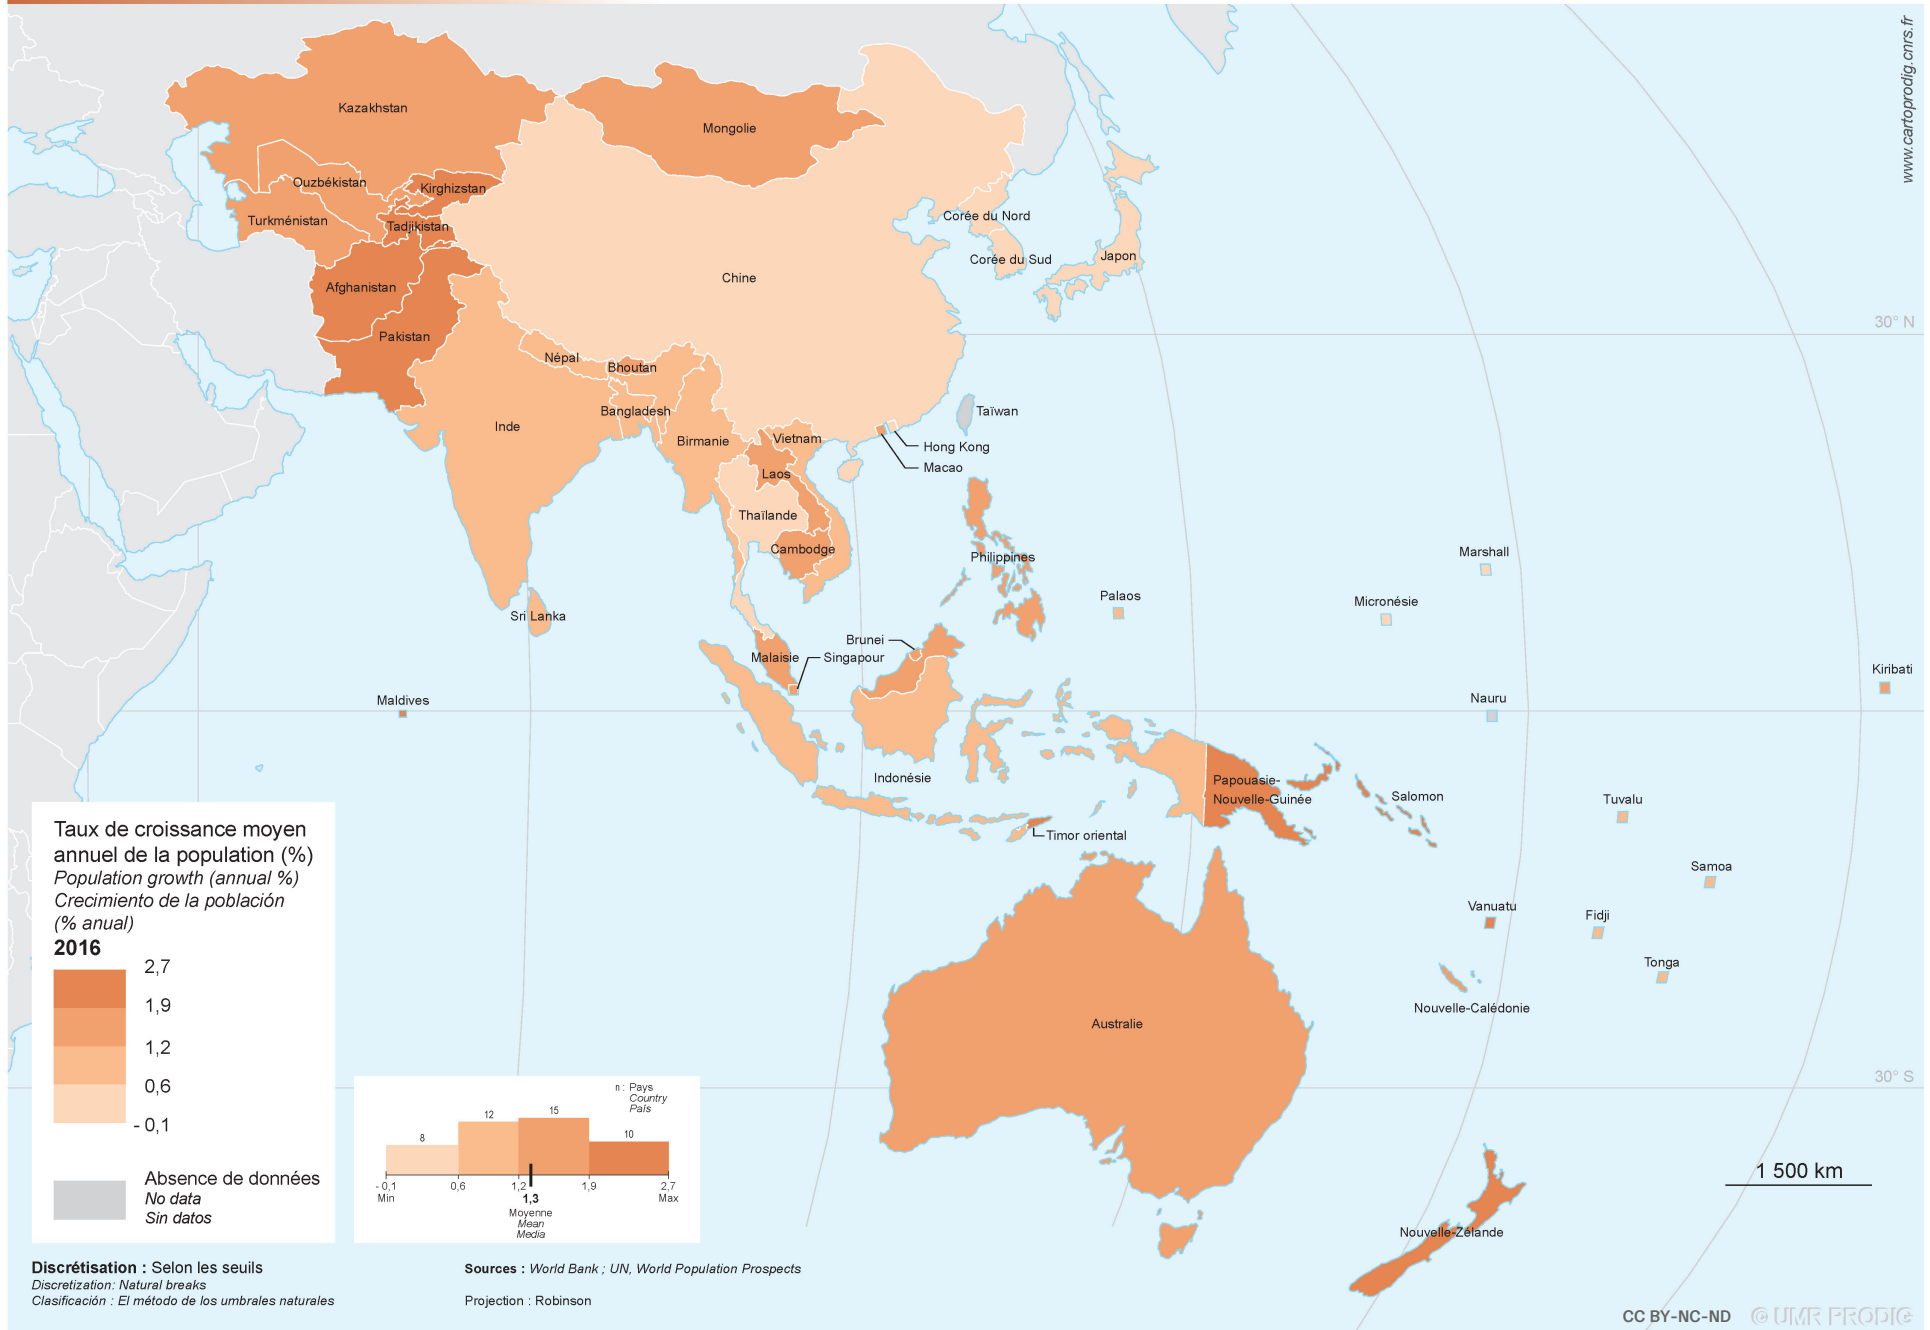 www.cartoprodig.cnrs.fr
Kazakhstan
Mongolie
Ouzbékistan
Kirghizstan
Turkménistan
Tadjikistan
Corée du Nord
Corée du Sud
Japon
Chine
Afghanistan
30° N
Pakistan
Népal
Bhoutan
Bangladesh
Taïwan
Inde
Birmanie
Vietnam
Hong Kong
Macao
Laos
Thaïlande
Cambodge
Philippines
Marshall
Palaos
Micronésie
Sri Lanka
Brunei
Malaisie
Singapour
Kiribati
Maldives
Nauru
Indonésie
Papouasie-
Nouvelle-Guinée
Salomon
Tuvalu
Timor oriental
Samoa
Vanuatu
Fidji
Tonga
Nouvelle-Calédonie
Australie
30° S
Nouvelle-Zélande
1 500 km
Taux de croissance moyen
annuel de la population (%)
Population growth (annual %)
Crecimiento de la población
(% anual)
2016
2,7
1,9
1,2
0,6
- 0,1
Absence de données
No data
Sin datos
n : Pays
Country
País
8
12
15
10
- 0,1
0,6
1,2
1,9
2,7
Min
1,3
Max
Moyenne
Mean
Media
Discrétisation : Selon les seuils
Discretization: Natural breaks
Clasificación : El método de los umbrales naturales
Sources : World Bank ; UN, World Population Prospects
Projection : Robinson
CC BY-NC-ND
© UMR PRODIG